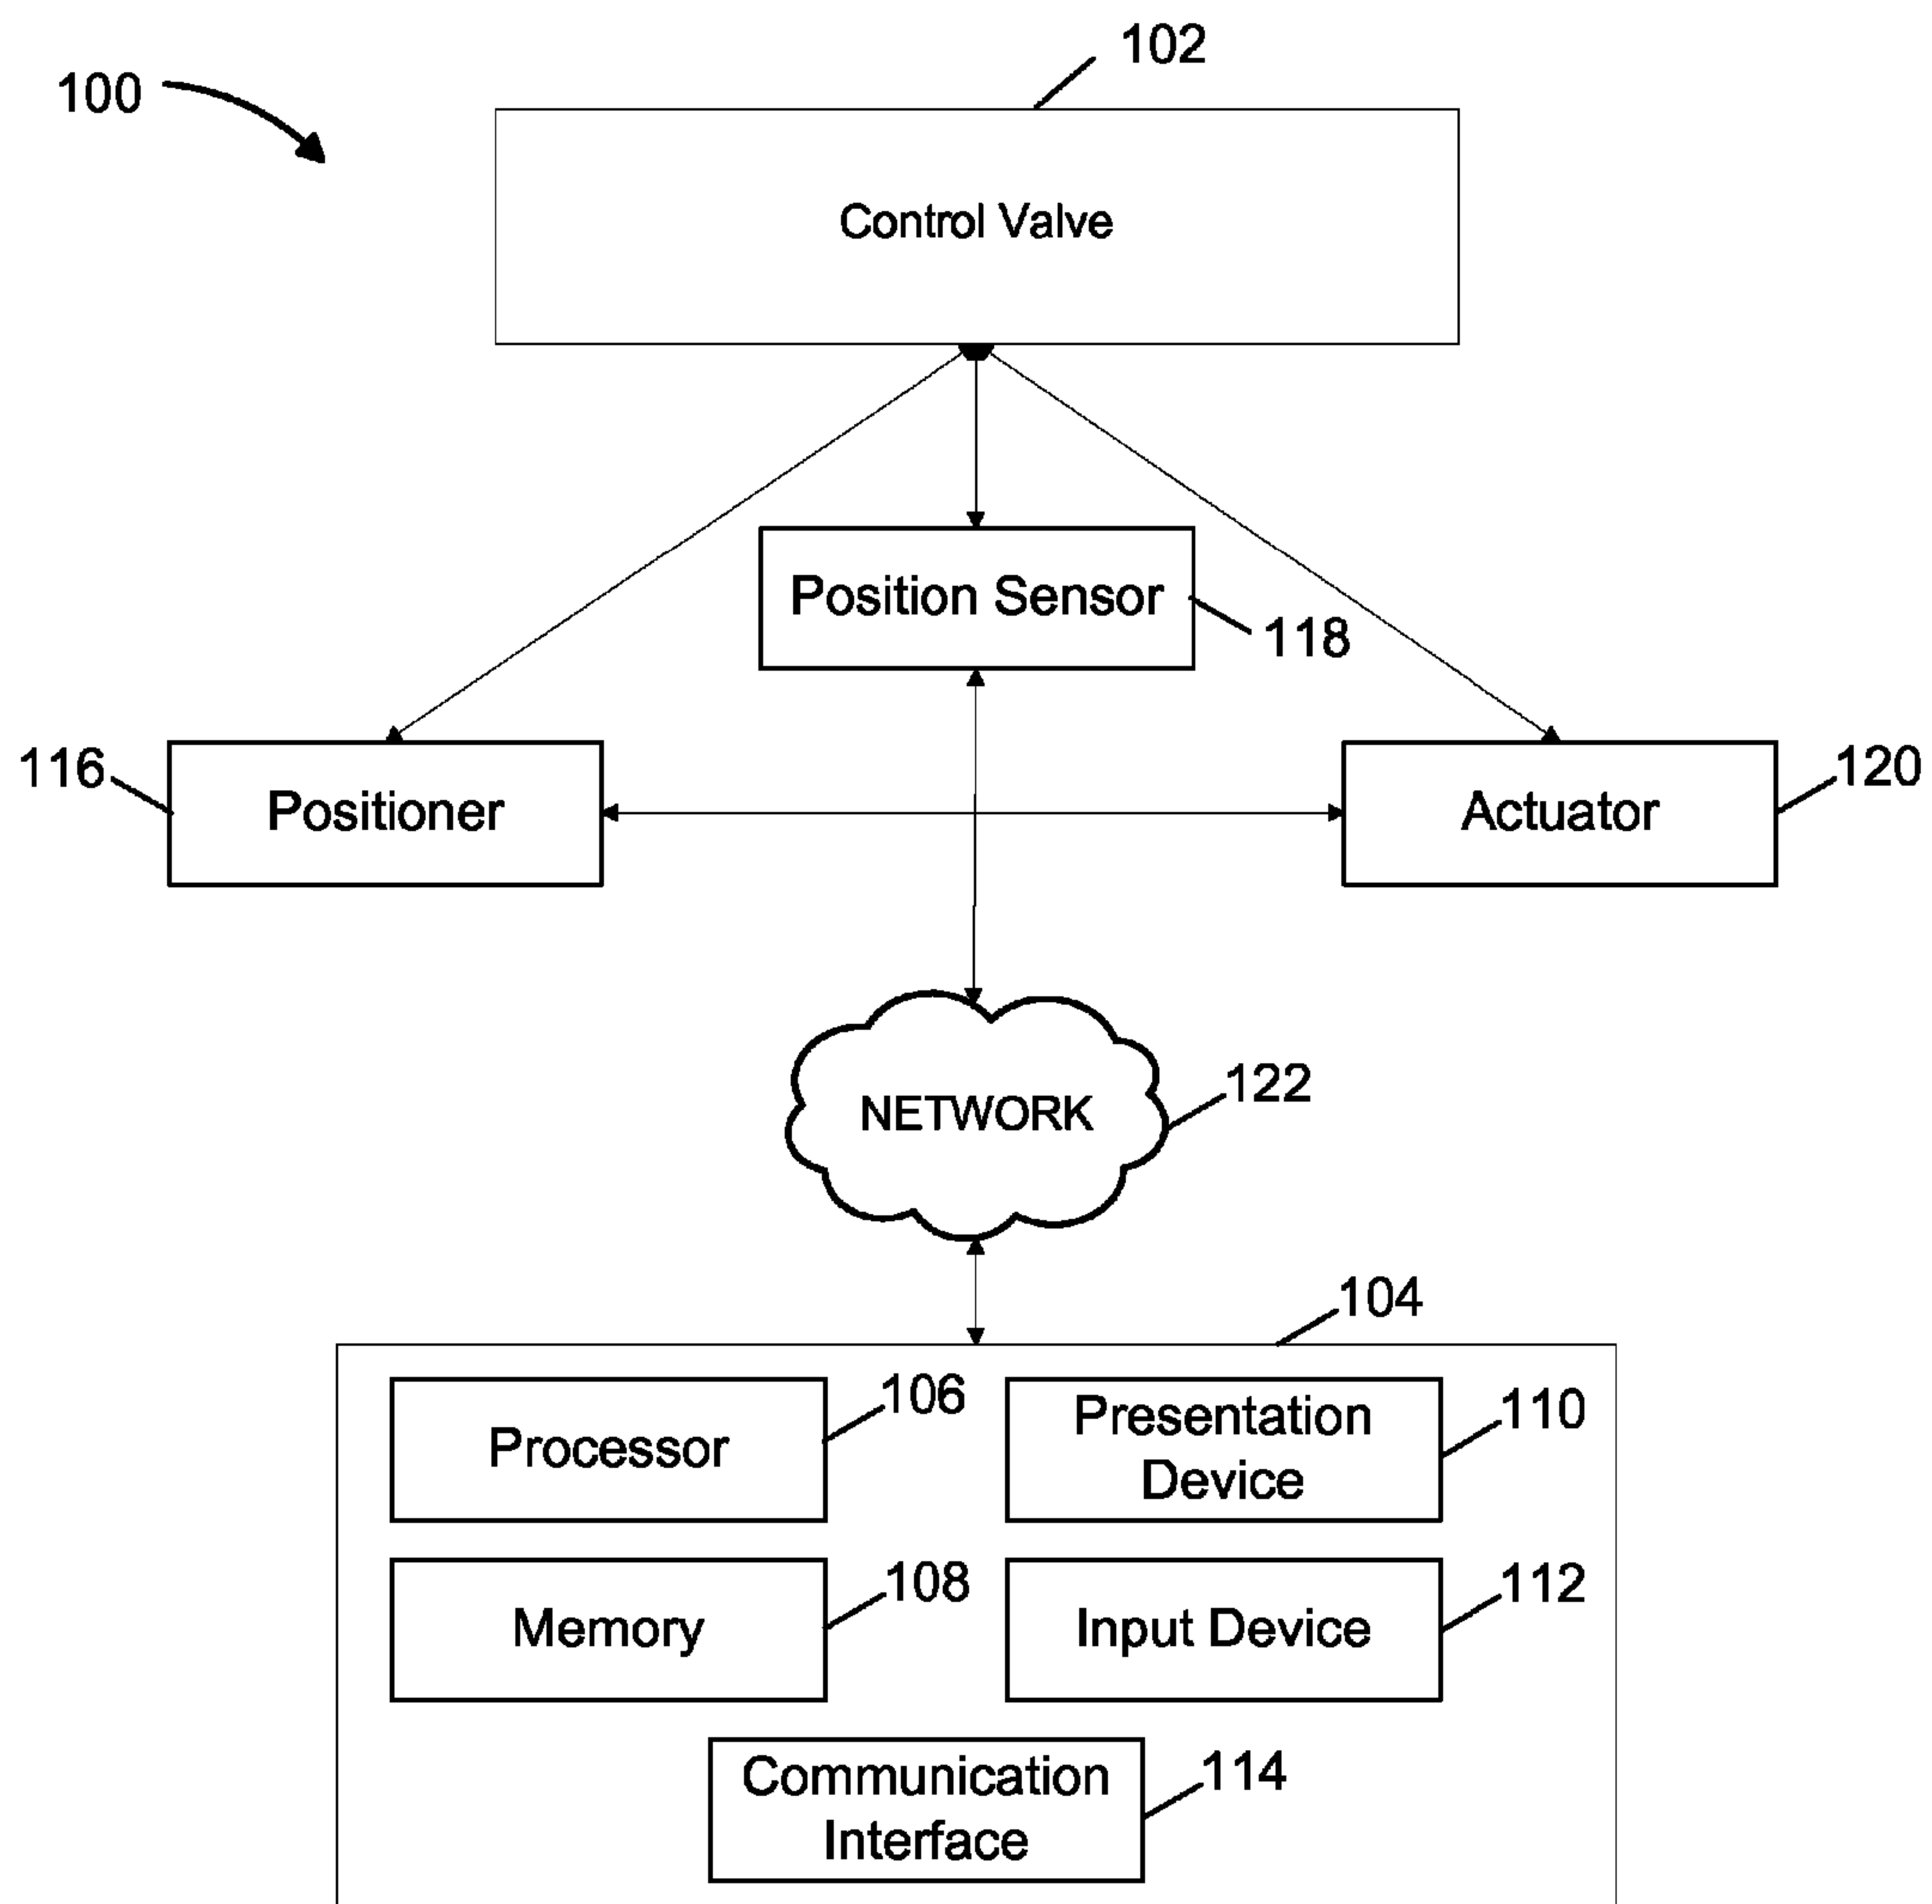 102
100
Control Valve
Position Sensor
118
116
Positioner
120
Actuator
NETWORK
122
104
Processor
106
Presentation
Device
110
Memory
108
Input Device
112
Communication
Interface
114